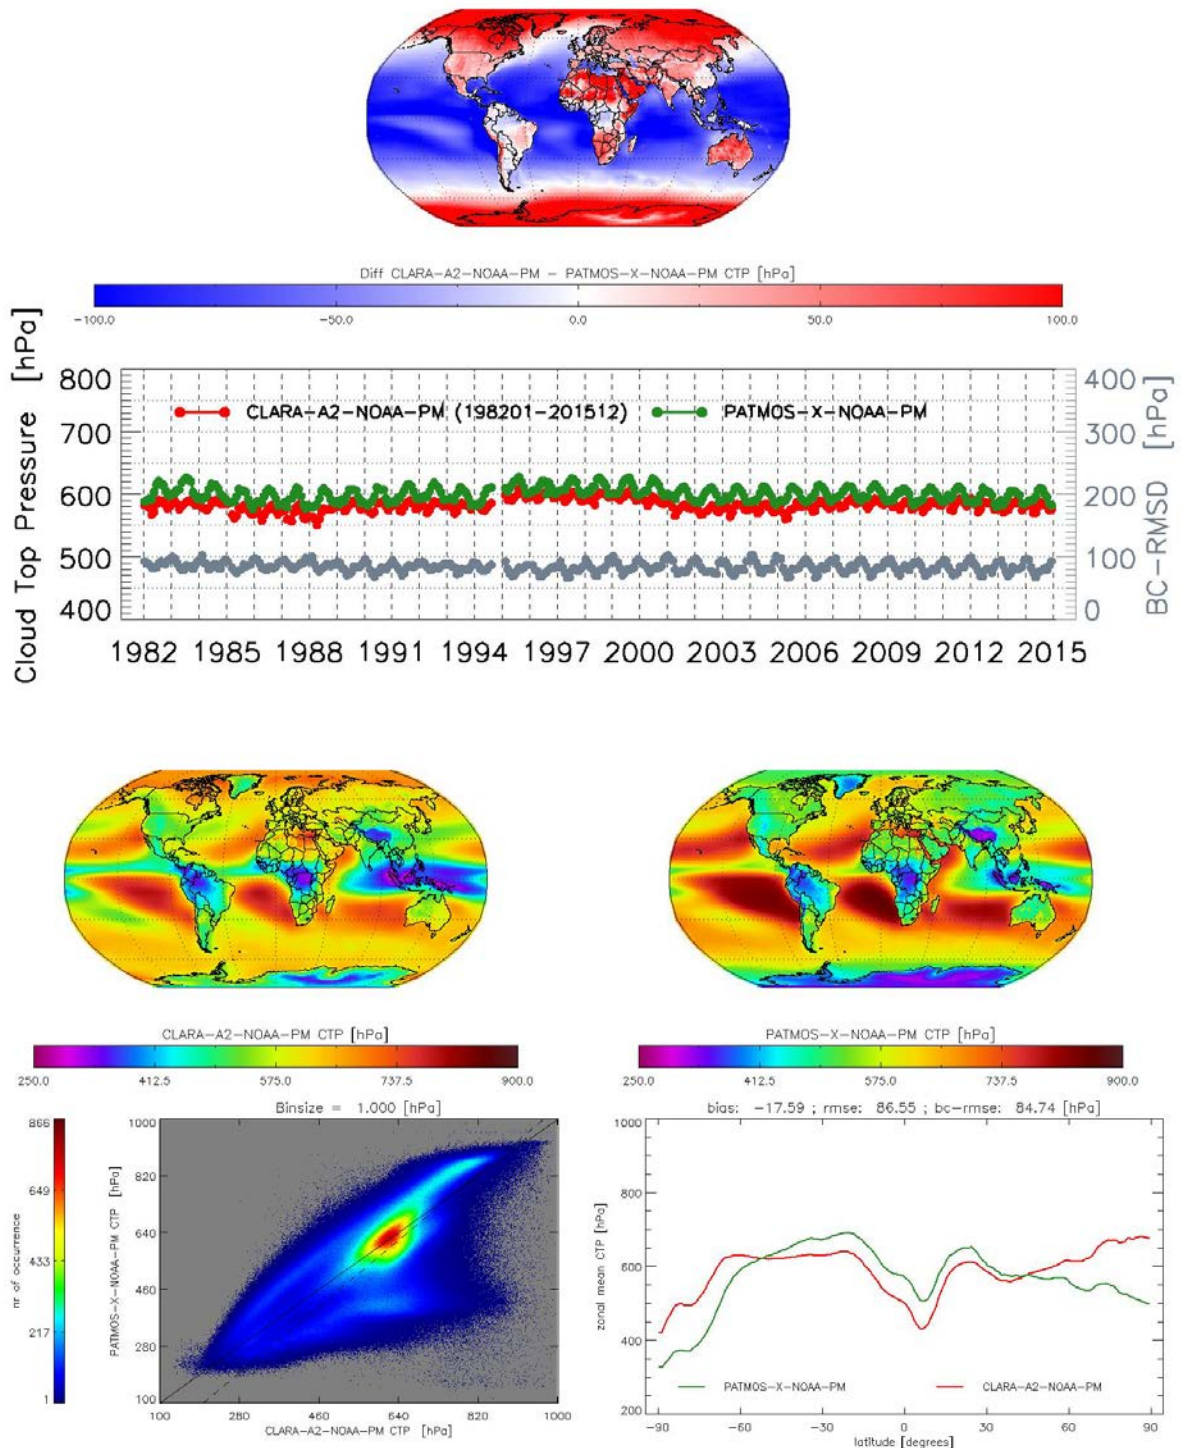 Diff CLARA-A2-NOAA-PM - PATMOS-X-NOAA-PM CTP [hPa]
-100.0 -50.0 0.0 50.0 100.0
Cloud Top Pressure [hPa]
800
700
600
500
400
CLARA-A2-NOAA-PM (198201-201512) PATMOS-X-NOAA-PM
400
300
200
100
0
BC-RMSD [hPa]
1982 1985 1988 1991 1994 1997 2000 2003 2006 2009 2012 2015
CLARA-A2-NOAA-PM CTP [hPa]
250.0 412.5 575.0 737.5 900.0
PATMOS-X-NOAA-PM CTP [hPa]
250.0 412.5 575.0 737.5 900.0
Binsize = 1.000 [hPa]
866
649
433
217
1
nr of occurrence
PATMOS-X-NOAA-PM CTP [hPa]
1000
820
640
460
280
100
100 280 460 640 820 1000
CLARA-A2-NOAA-PM CTP [hPa]
bias: -17.59 ; rmse: 86.55 ; bc-rmse: 84.74 [hPa]
zonal mean CTP [hPa]
1000
800
600
400
200
PATMOS-X-NOAA-PM CLARA-A2-NOAA-PM
-90 -60 -30 0 30 60 90
latitude [degrees]